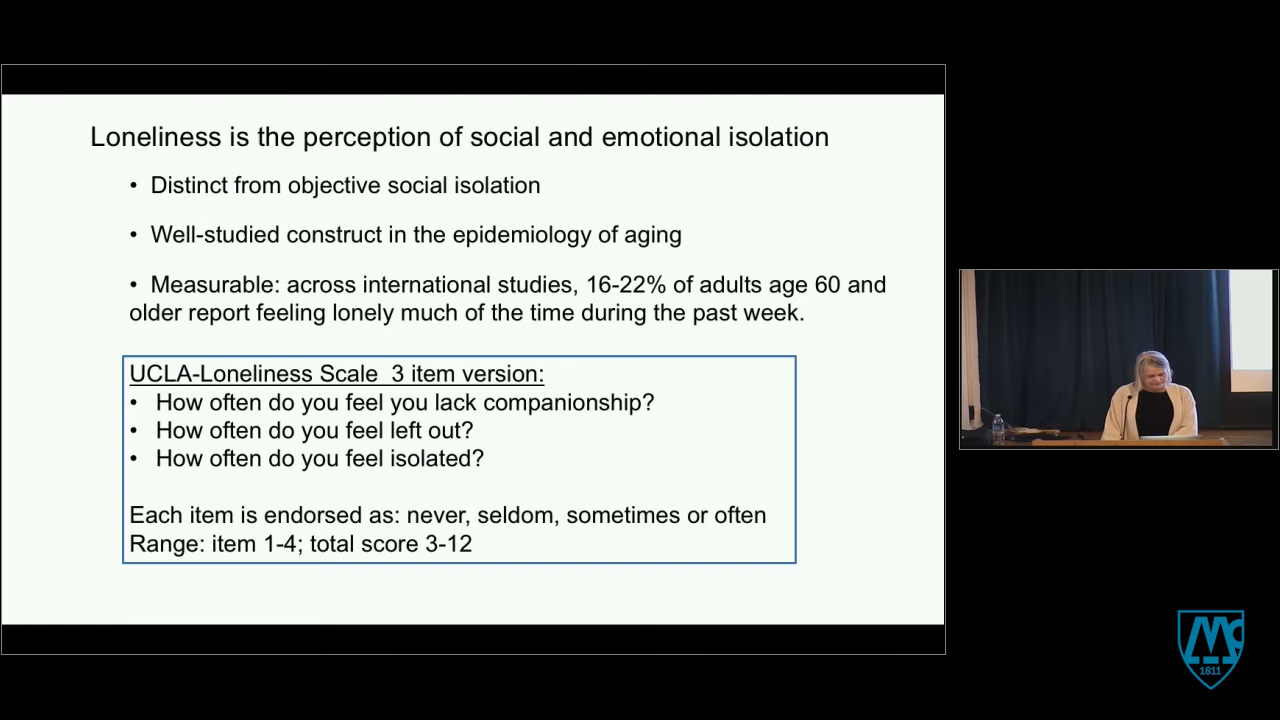 Loneliness is the perception of social and emotional isolation
• Distinct from objective social isolation
• Well-studied construct in the epidemiology of aging
• Measurable: across international studies, 16-22% of adults age 60 and
older report feeling lonely much of the time during the past week.
UCLA-Loneliness Scale 3 item version:
• How often do you feel you lack companionship?
• How often do you feel left out?
• How often do you feel isolated?
Each item is endorsed as: never, seldom, sometimes or often
Range: item 1-4; total score 3-12
Mc
1811